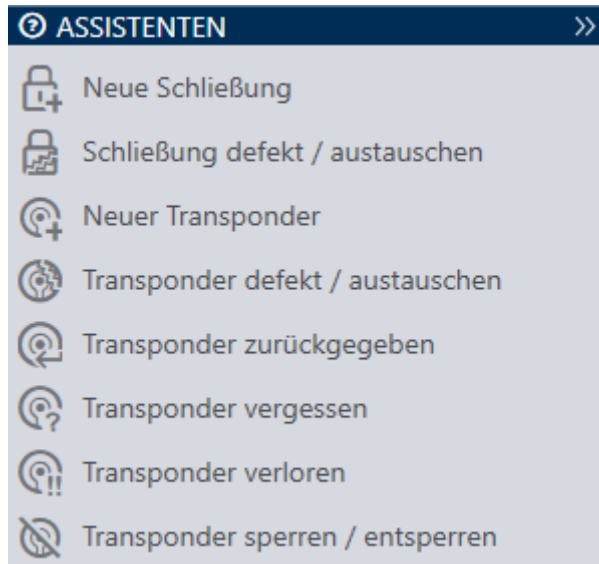 ASSISTENTEN
Neue Schließung
Schließung defekt / austauschen
Neuer Transponder
Transponder defekt / austauschen
Transponder zurückgegeben
Transponder vergessen
Transponder verloren
Transponder sperren / entsperren